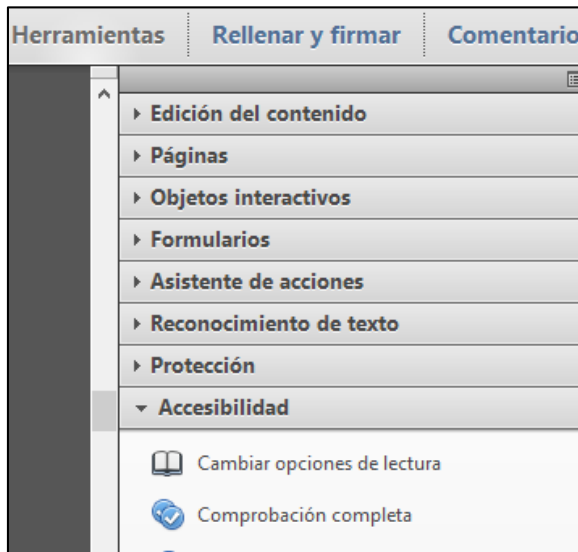 Herramientas Rellenar y firmar Comentario
Edición del contenido
Páginas
Objetos interactivos
Formularios
Asistente de acciones
Reconocimiento de texto
Protección
Accesibilidad
Cambiar opciones de lectura
Comprobación completa